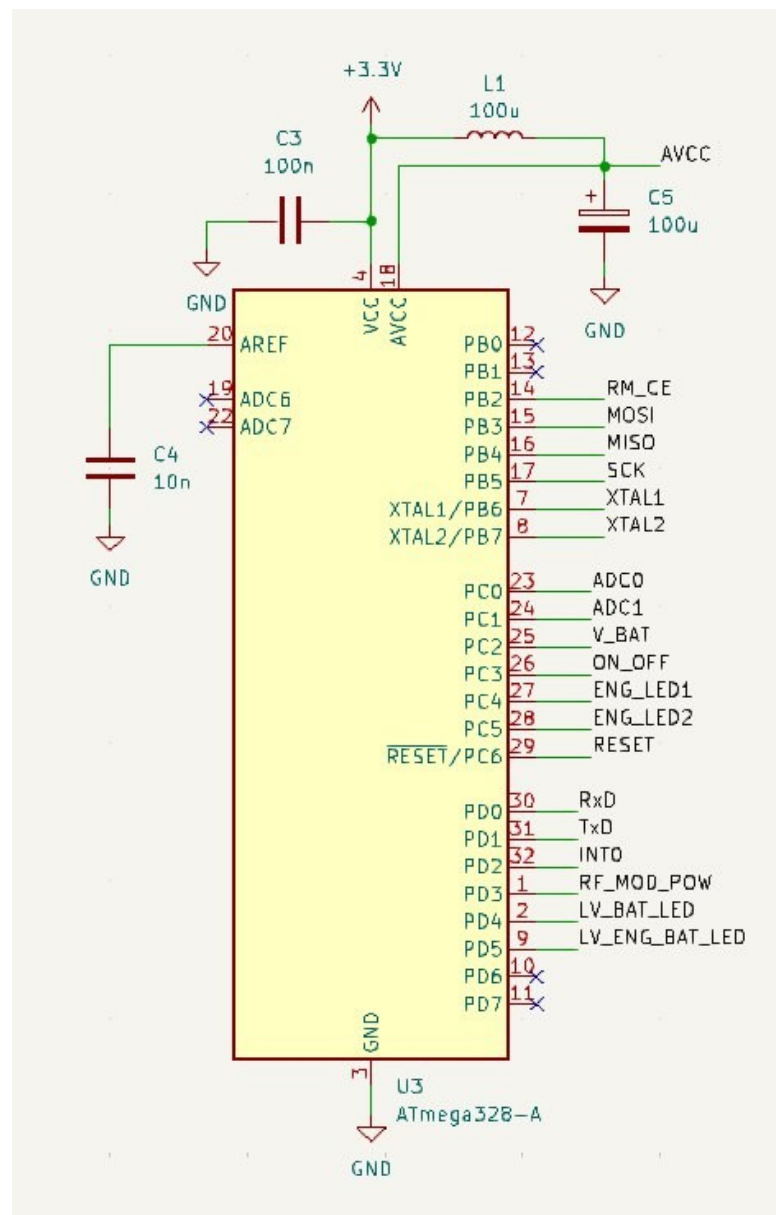 +3.3V
L1
100u
C3
100n
AVCC
+
C5
100u
GND
GND
4
18
VCC
AVCC
20
AREF
19
ADC6
22
ADC7
C4
10n
GND
PB0
12
PB1
13
PB2
14
RM_CE
PB3
15
MOSI
PB4
16
MISO
PB5
17
SCK
XTAL1/PB6
7
XTAL1
XTAL2/PB7
8
XTAL2
PC0
23
ADC0
PC1
24
ADC1
PC2
25
V_BAT
PC3
26
ON_OFF
PC4
27
ENG_LED1
PC5
28
ENG_LED2
RESET/PC6
29
RESET
PD0
30
RxD
PD1
31
TxD
PD2
32
INT0
PD3
1
RF_MOD_POW
PD4
2
LV_BAT_LED
PD5
9
LV_ENG_BAT_LED
PD6
10
PD7
11
GND
3
U3
ATmega328-A
GND